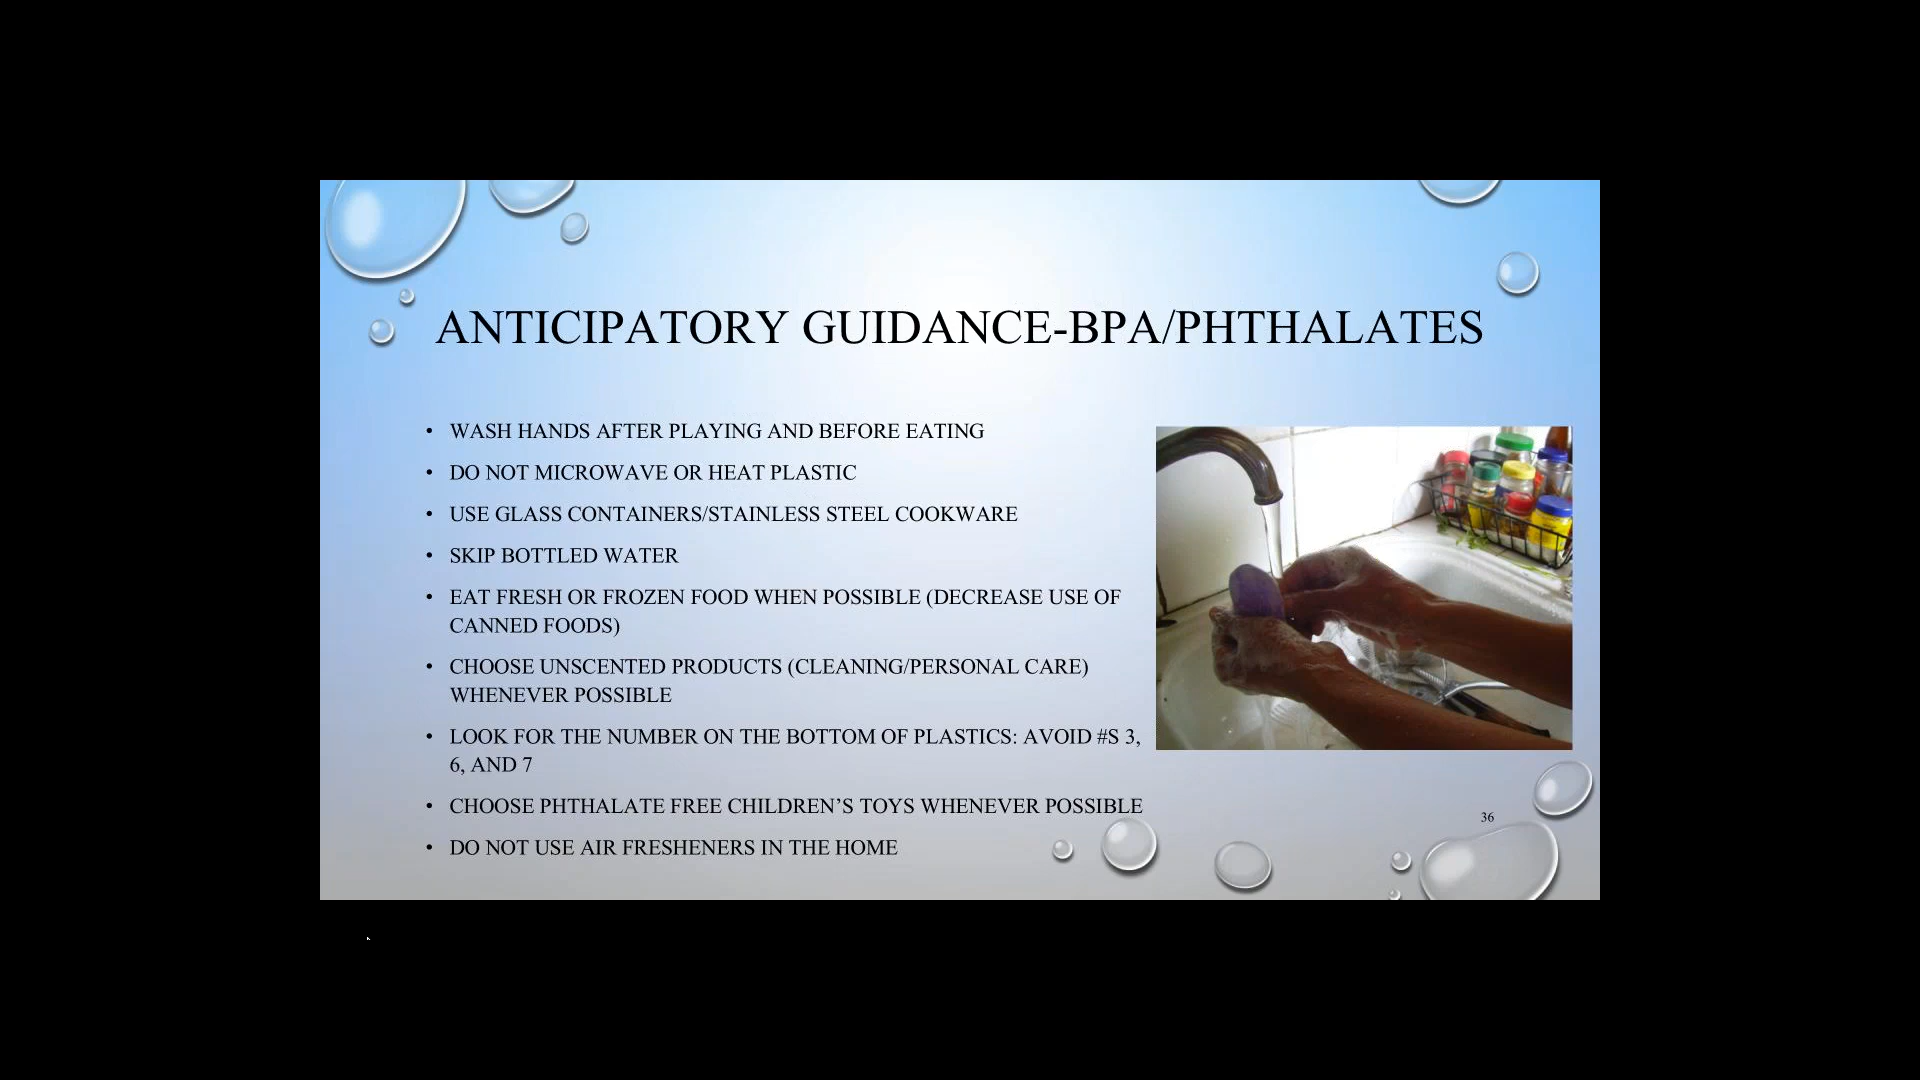 ANTICIPATORY GUIDANCE-BPA/PHTHALATES
• WASH HANDS AFTER PLAYING AND BEFORE EATING
• DO NOT MICROWAVE OR HEAT PLASTIC
• USE GLASS CONTAINERS/STAINLESS STEEL COOKWARE
• SKIP BOTTLED WATER
• EAT FRESH OR FROZEN FOOD WHEN POSSIBLE (DECREASE USE OF
CANNED FOODS)
• CHOOSE UNSCENTED PRODUCTS (CLEANING/PERSONAL CARE)
WHENEVER POSSIBLE
• LOOK FOR THE NUMBER ON THE BOTTOM OF PLASTICS: AVOID #S 3,
6, AND 7
• CHOOSE PHTHALATE FREE CHILDREN’S TOYS WHENEVER POSSIBLE
• DO NOT USE AIR FRESHENERS IN THE HOME
36